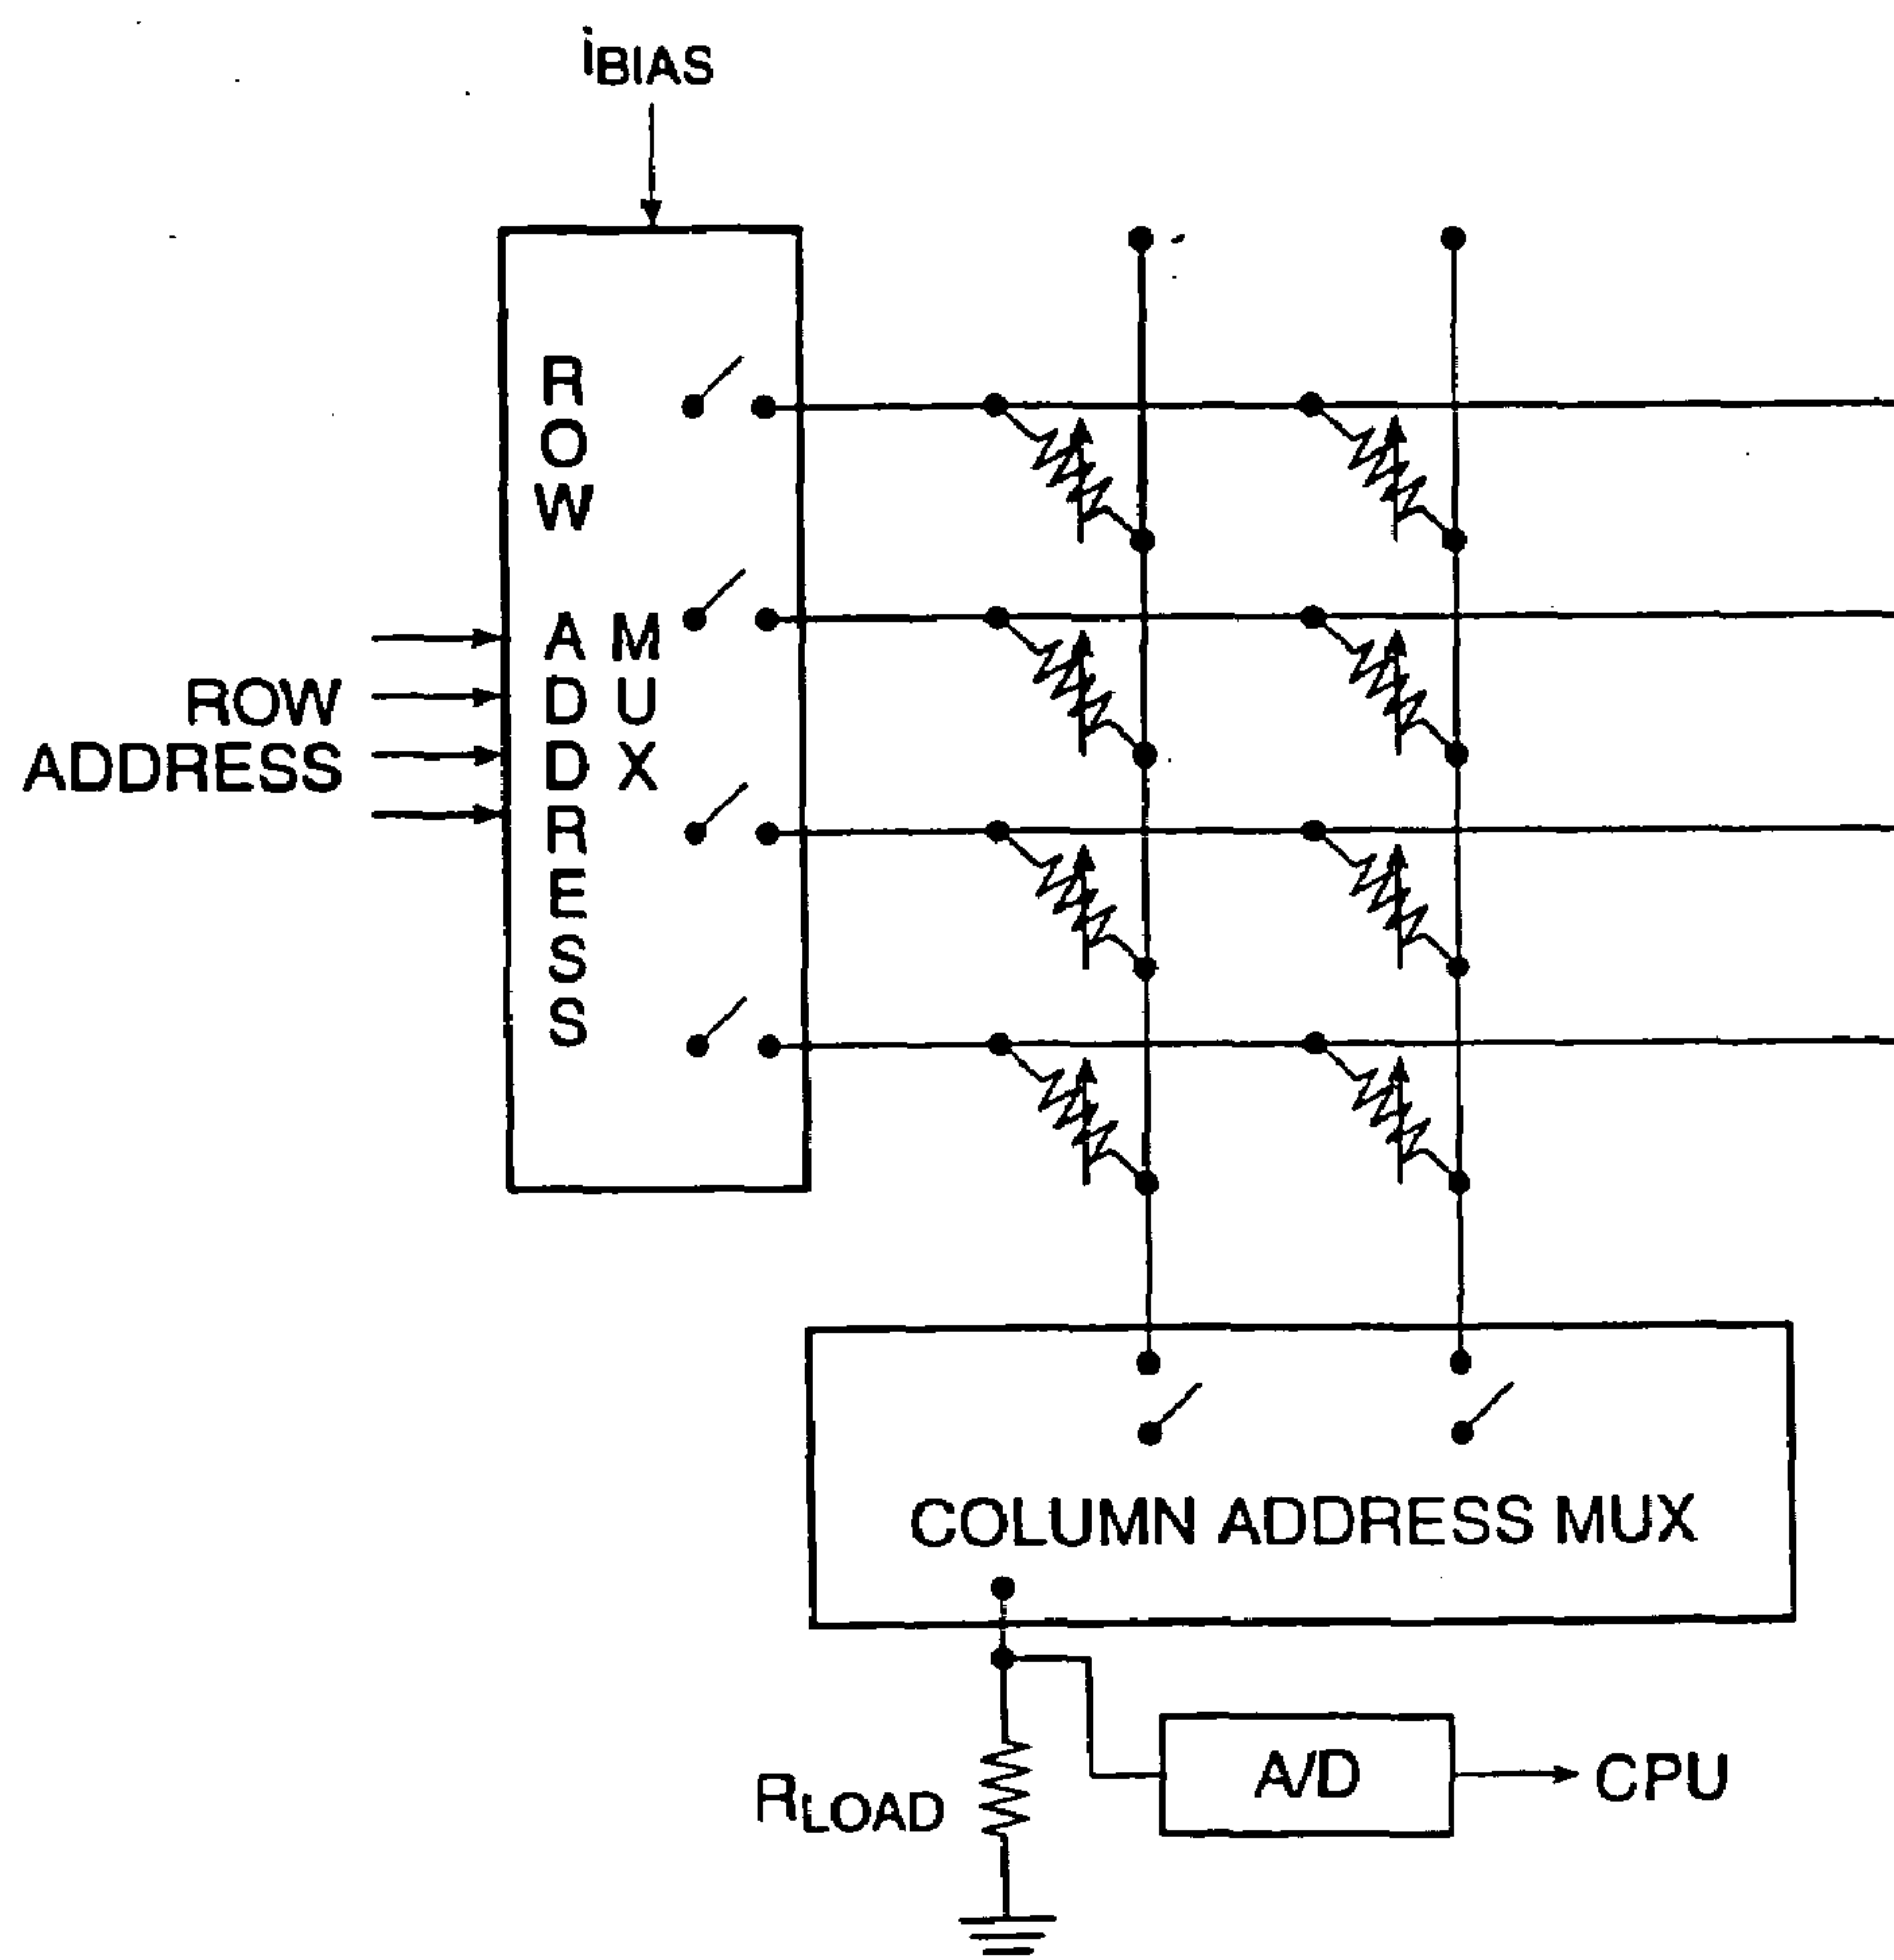 iBIAS
ROW
ADDRESS
MUX
ROW
ADDRESS
COLUMN ADDRESS MUX
RLOAD
A/D
CPU